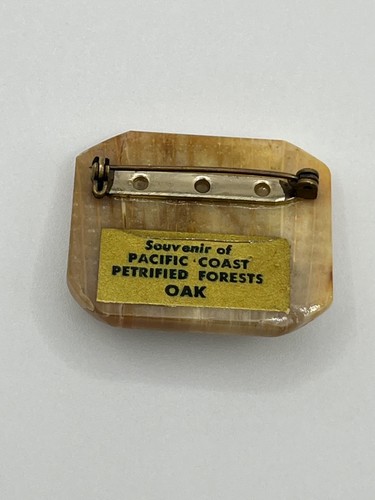 Souvenir of
PACIFIC COAST
PETRIFIED FORESTS
OAK